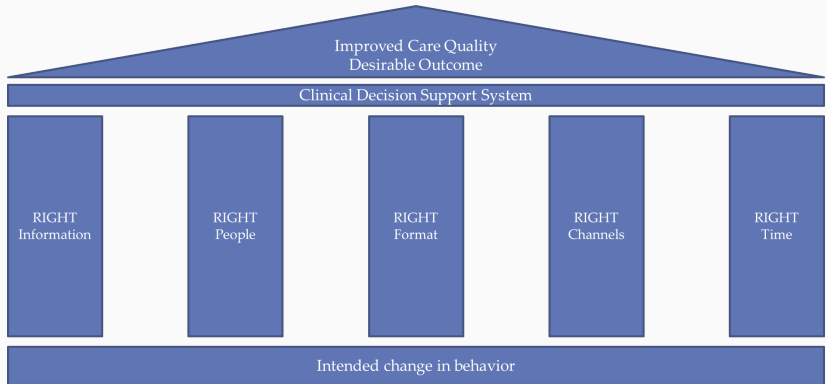 Improved Care Quality
Desirable Outcome
Clinical Decision Support System
RIGHT
Information
RIGHT
People
RIGHT
Format
RIGHT
Channels
RIGHT
Time
Intended change in behavior